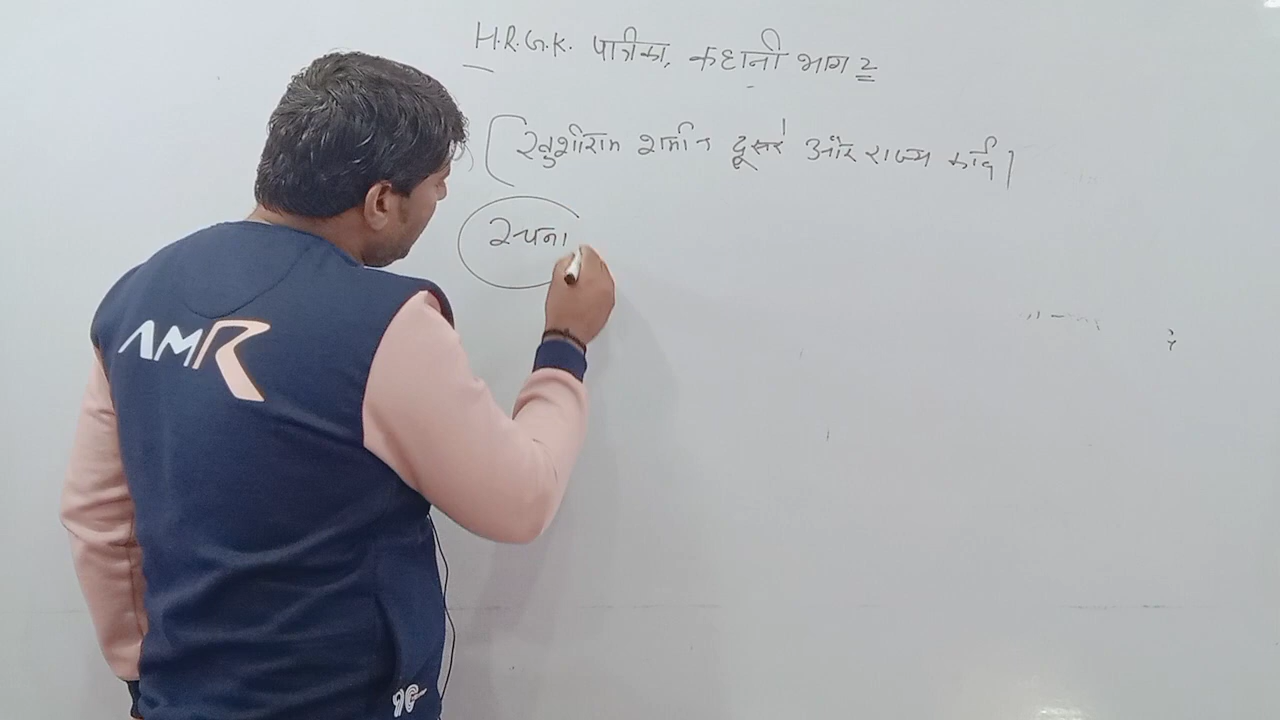 H.R.G.K. पत्रिका, कहानी भाग 2
खुशीराम शर्मा न दूसरे और राज्य कवि
रचना
AMR